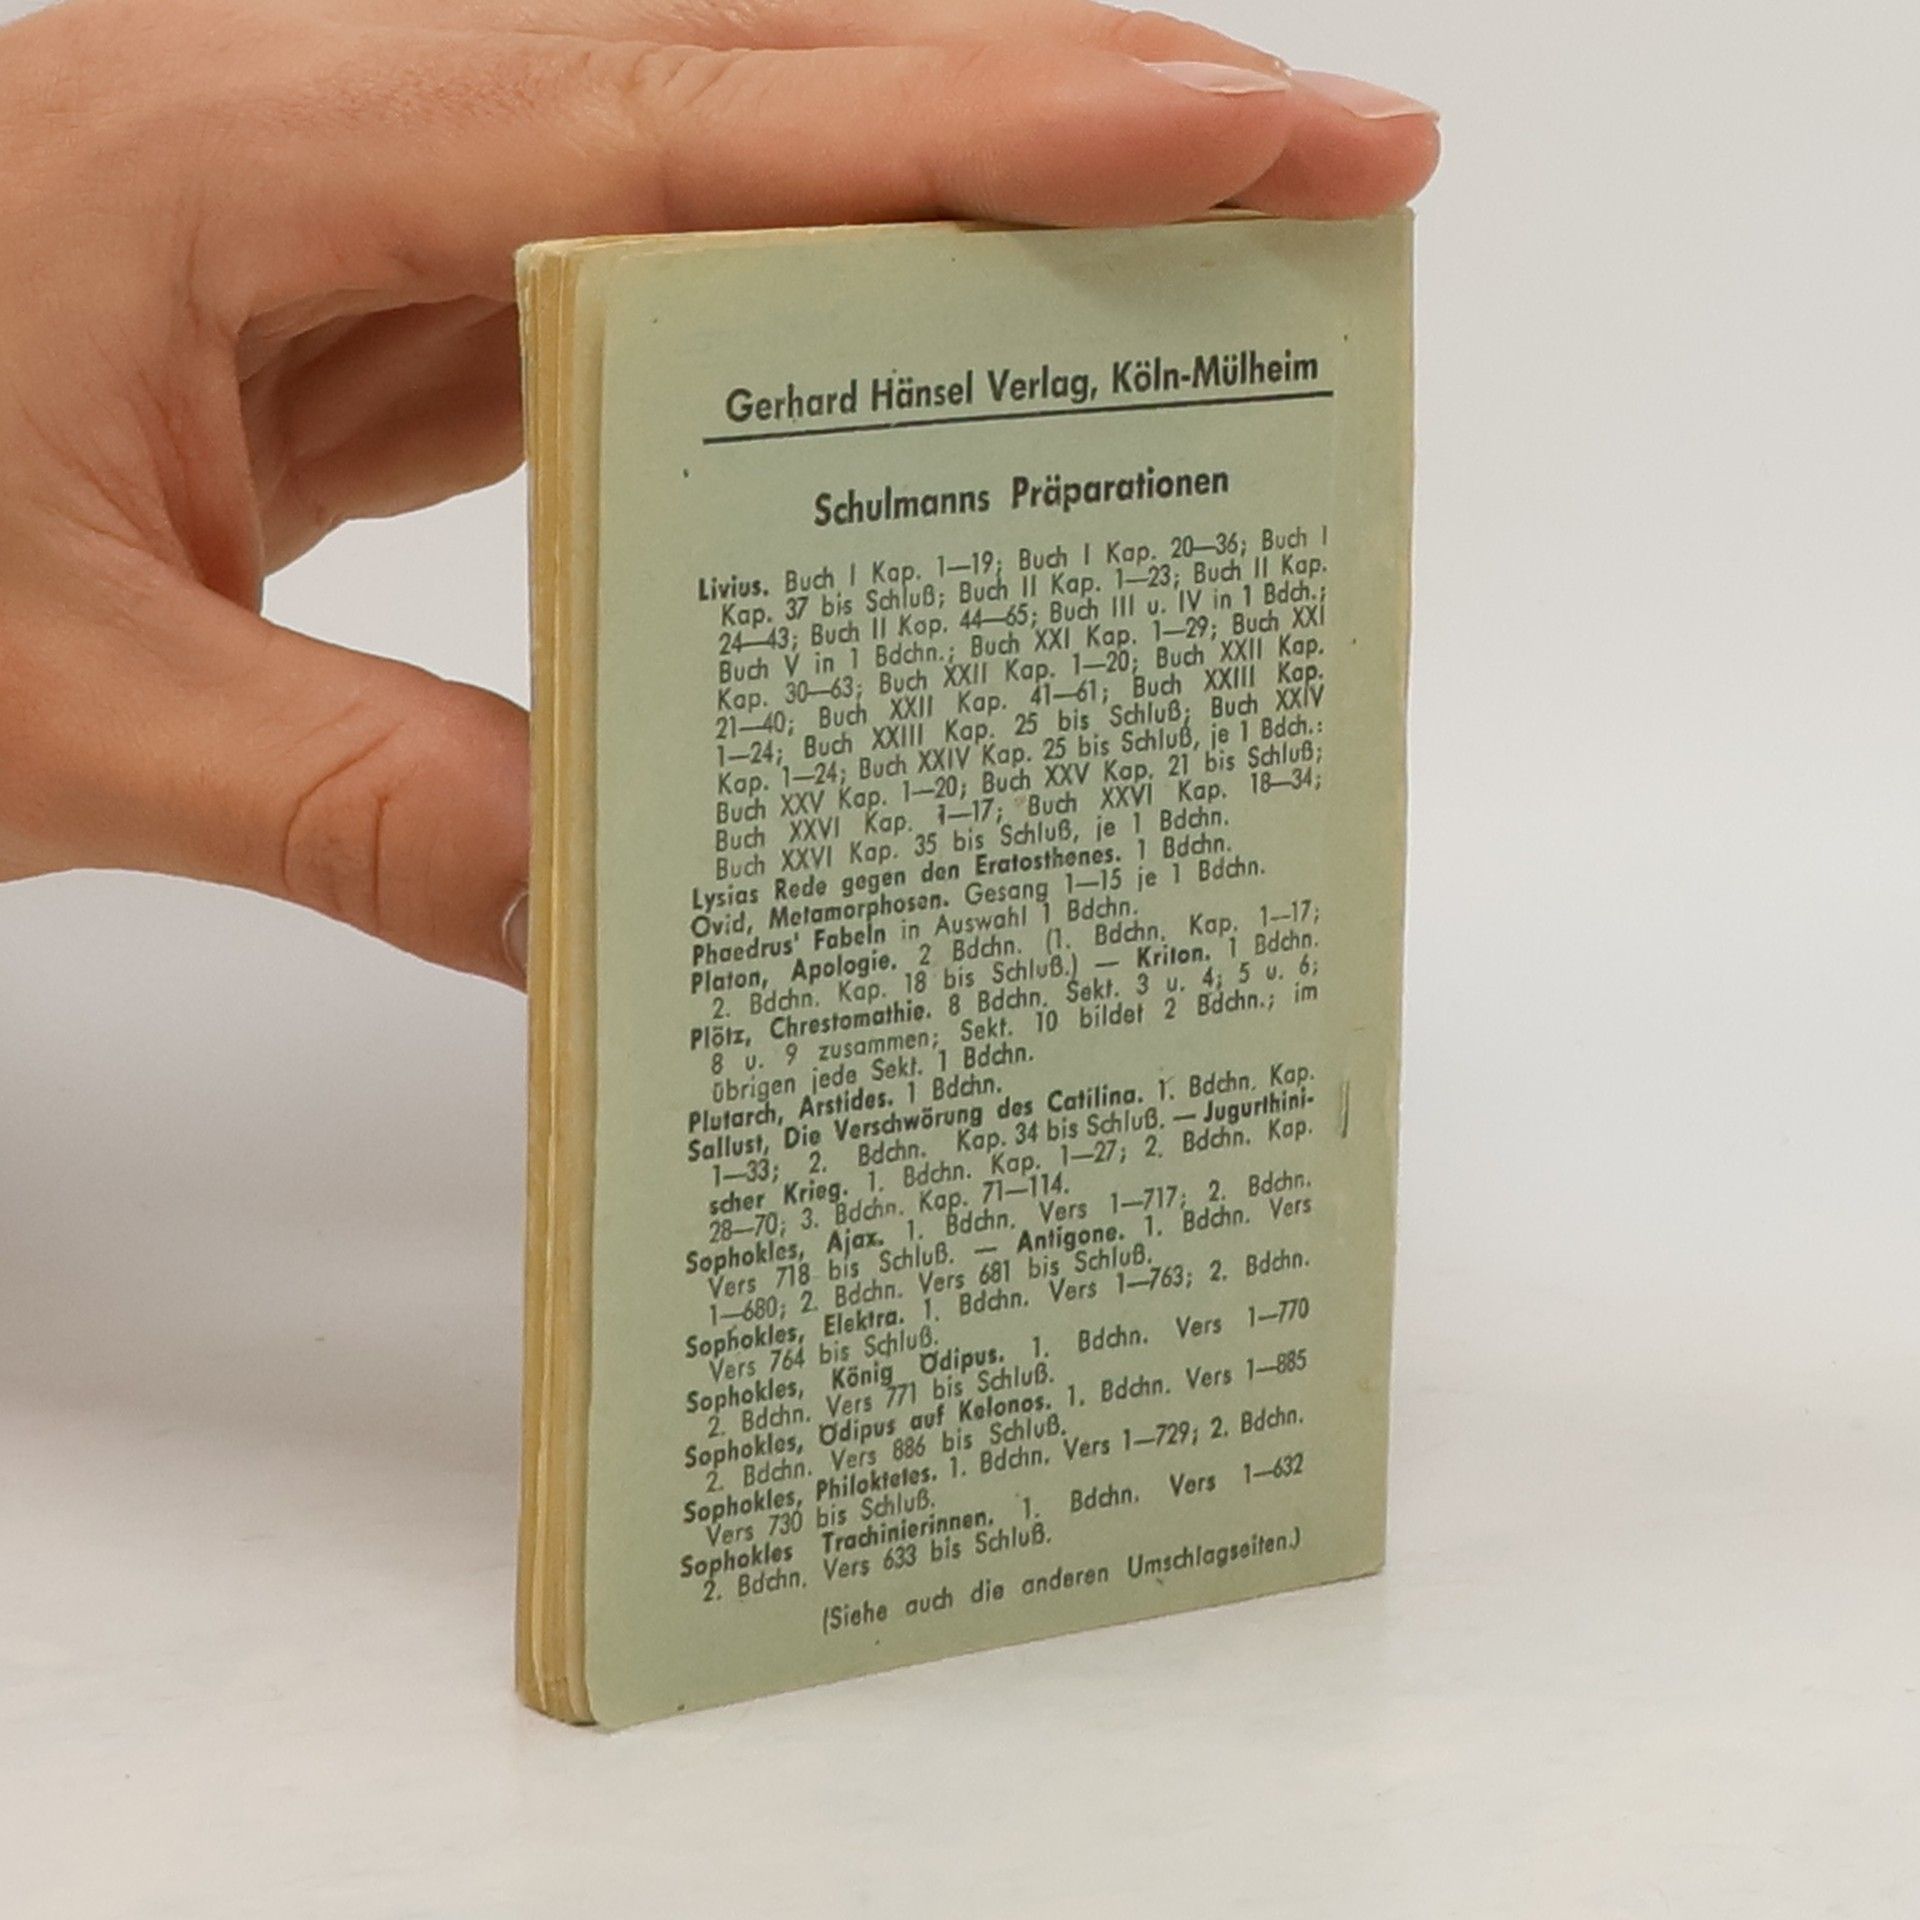 Gerhard Hänsel Verlag, Köln-Mülheim
Schulmanns Präparationen
Livius. Buch I Kap. 1—19; Buch I Kap. 20—36; Buch I
Kap. 37 bis Schluß; Buch II Kap. 1—23; Buch II Kap.
24—43; Buch II Kap. 44—65; Buch III u. IV in 1 Bdch.;
Buch V in 1 Bdchn.; Buch XXI Kap. 1—29; Buch XXI
Kap. 30—63; Buch XXII Kap. 1—20; Buch XXII Kap.
21—40; Buch XXII Kap. 41—61; Buch XXIII Kap.
1—24; Buch XXIII Kap. 25 bis Schluß; Buch XXIV
Kap. 1—24; Buch XXIV Kap. 25 bis Schluß, je 1 Bdch.:
Buch XXV Kap. 1—20; Buch XXV Kap. 21 bis Schluß;
Buch XXVI Kap. 1—17; Buch XXVI Kap. 18—34;
Buch XXVI Kap. 35 bis Schluß, je 1 Bdchn.
Lysias Rede gegen den Eratosthenes. 1 Bdchn.
Ovid, Metamorphosen. Gesang 1—15 je 1 Bdchn.
Phaedrus' Fabeln in Auswahl 1 Bdchn.
Platon, Apologie. 2 Bdchn. (1. Bdchn. Kap. 1—17;
2. Bdchn. Kap. 18 bis Schluß.) — Kriton. 1 Bdchn.
Plötz, Chrestomathie. 8 Bdchn. Sekt. 3 u. 4; 5 u. 6;
8 u. 9 zusammen; Sekt. 10 bildet 2 Bdchn.; im
übrigen jede Sekt. 1 Bdchn.
Plutarch, Arstides. 1 Bdchn.
Sallust, Die Verschwörung des Catilina. 1. Bdchn. Kap.
1—33; 2. Bdchn. Kap. 34 bis Schluß. — Jugurthini-
scher Krieg. 1. Bdchn. Kap. 1—27; 2. Bdchn. Kap.
28—70; 3. Bdchn. Kap. 71—114.
Sophokles, Ajax. 1. Bdchn. Vers 1—717; 2. Bdchn.
Vers 718 bis Schluß. — Antigone. 1. Bdchn. Vers
1—680; 2. Bdchn. Vers 681 bis Schluß.
Sophokles, Elektra. 1. Bdchn. Vers 1—763; 2. Bdchn.
Vers 764 bis Schluß.
Sophokles, König Ödipus. 1. Bdchn. Vers 1—770
2. Bdchn. Vers 771 bis Schluß.
Sophokles, Ödipus auf Kolonos. 1. Bdchn. Vers 1—885
2. Bdchn. Vers 886 bis Schluß.
Sophokles, Philoktetes. 1. Bdchn. Vers 1—729; 2. Bdchn.
Vers 730 bis Schluß.
Sophokles Trachinierinnen. 1. Bdchn. Vers 1—632
2. Bdchn. Vers 633 bis Schluß.
(Siehe auch die anderen Umschlagseiten.)